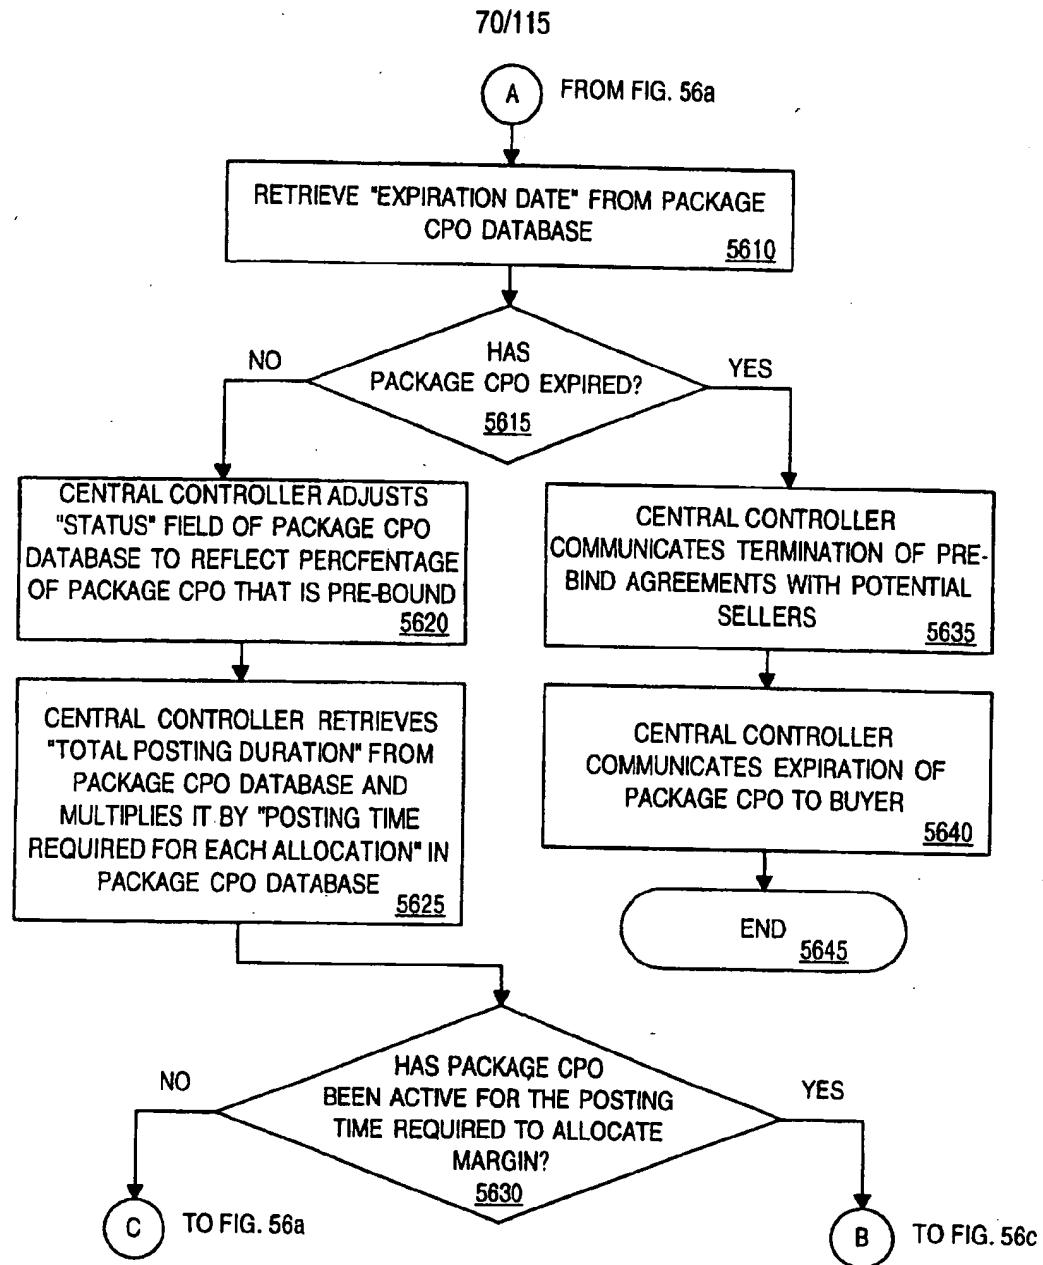 70/115
A
FROM FIG. 56a
RETRIEVE "EXPIRATION DATE" FROM PACKAGE
CPO DATABASE
5610
HAS
PACKAGE CPO EXPIRED?
5615
NO
YES
CENTRAL CONTROLLER ADJUSTS
"STATUS" FIELD OF PACKAGE CPO
DATABASE TO REFLECT PERCFENTAGE
OF PACKAGE CPO THAT IS PRE-BOUND
5620
CENTRAL CONTROLLER
COMMUNICATES TERMINATION OF PRE-
BIND AGREEMENTS WITH POTENTIAL
SELLERS
5635
CENTRAL CONTROLLER RETRIEVES
"TOTAL POSTING DURATION" FROM
PACKAGE CPO DATABASE AND
MULTIPLIES IT BY "POSTING TIME
REQUIRED FOR EACH ALLOCATION" IN
PACKAGE CPO DATABASE
5625
CENTRAL CONTROLLER
COMMUNICATES EXPIRATION OF
PACKAGE CPO TO BUYER
5640
END
5645
HAS PACKAGE CPO
BEEN ACTIVE FOR THE POSTING
TIME REQUIRED TO ALLOCATE
MARGIN?
5630
NO
YES
C
TO FIG. 56a
B
TO FIG. 56c